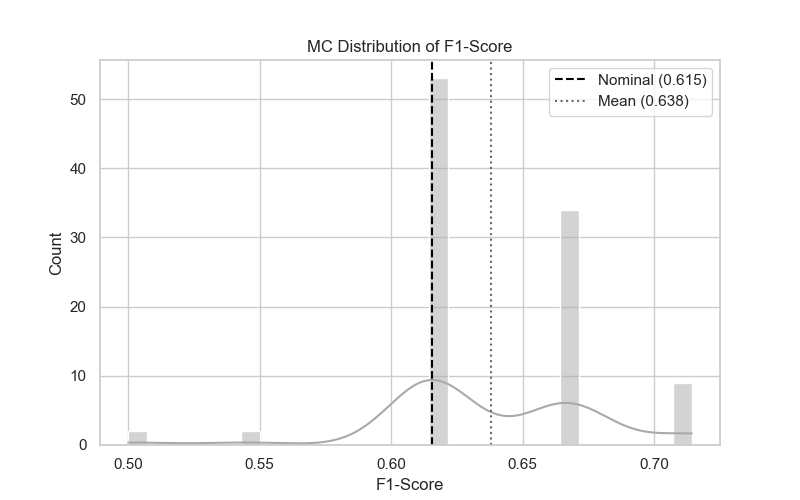 MC Distribution of F1-Score
Nominal (0.615)
Mean (0.638)
Count
50
40
30
20
10
0
0.50 0.55 0.60 0.65 0.70
F1-Score